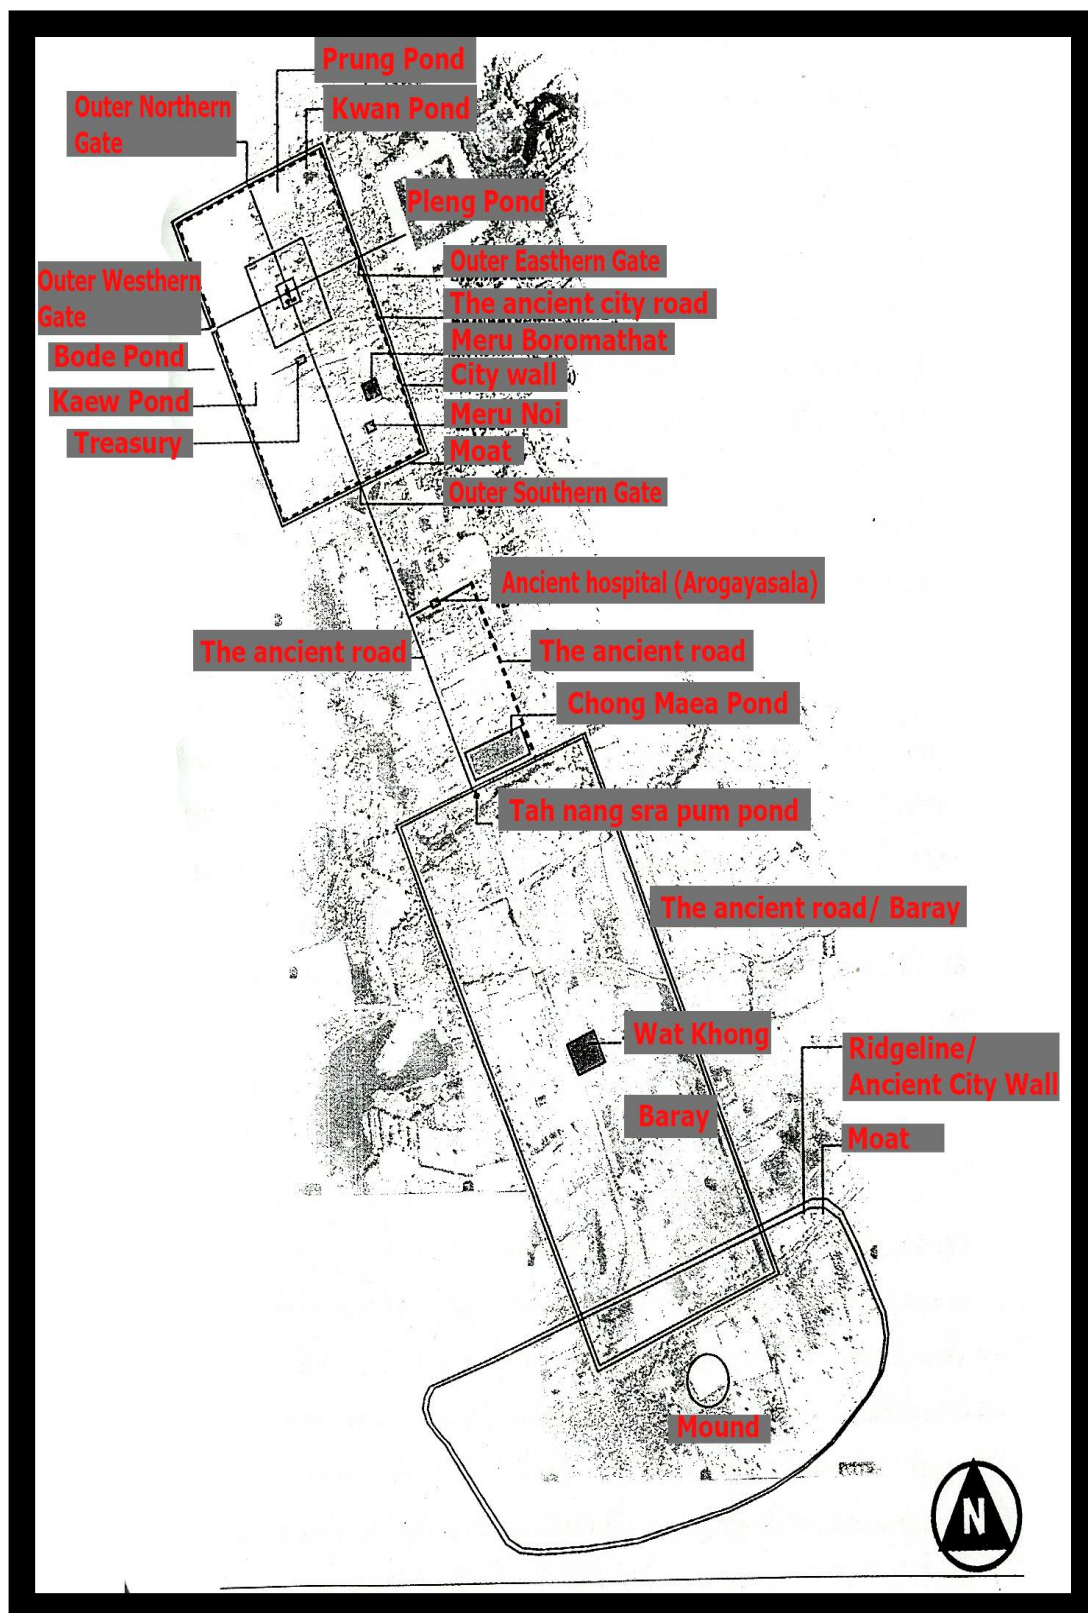 Prung Pond
Kwan Pond
Outer Northern
Gate
Pleng Pond
Outer Easthern Gate
Outer Westhern
Gate
The ancient city road
Meru Boromathat
Bode Pond
City wall
Kaew Pond
Meru Noi
Treasury
Moat
Outer Southern Gate
Ancient hospital (Arogayasala)
The ancient road
The ancient road
Chong Maea Pond
Tah nang sra pum pond
The ancient road/ Baray
Wat Khong
Ridgeline/
Ancient City Wall
Baray
Moat
Mound
N